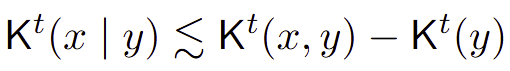 K^t(x | y) ≲ K^t(x, y) − K^t(y)